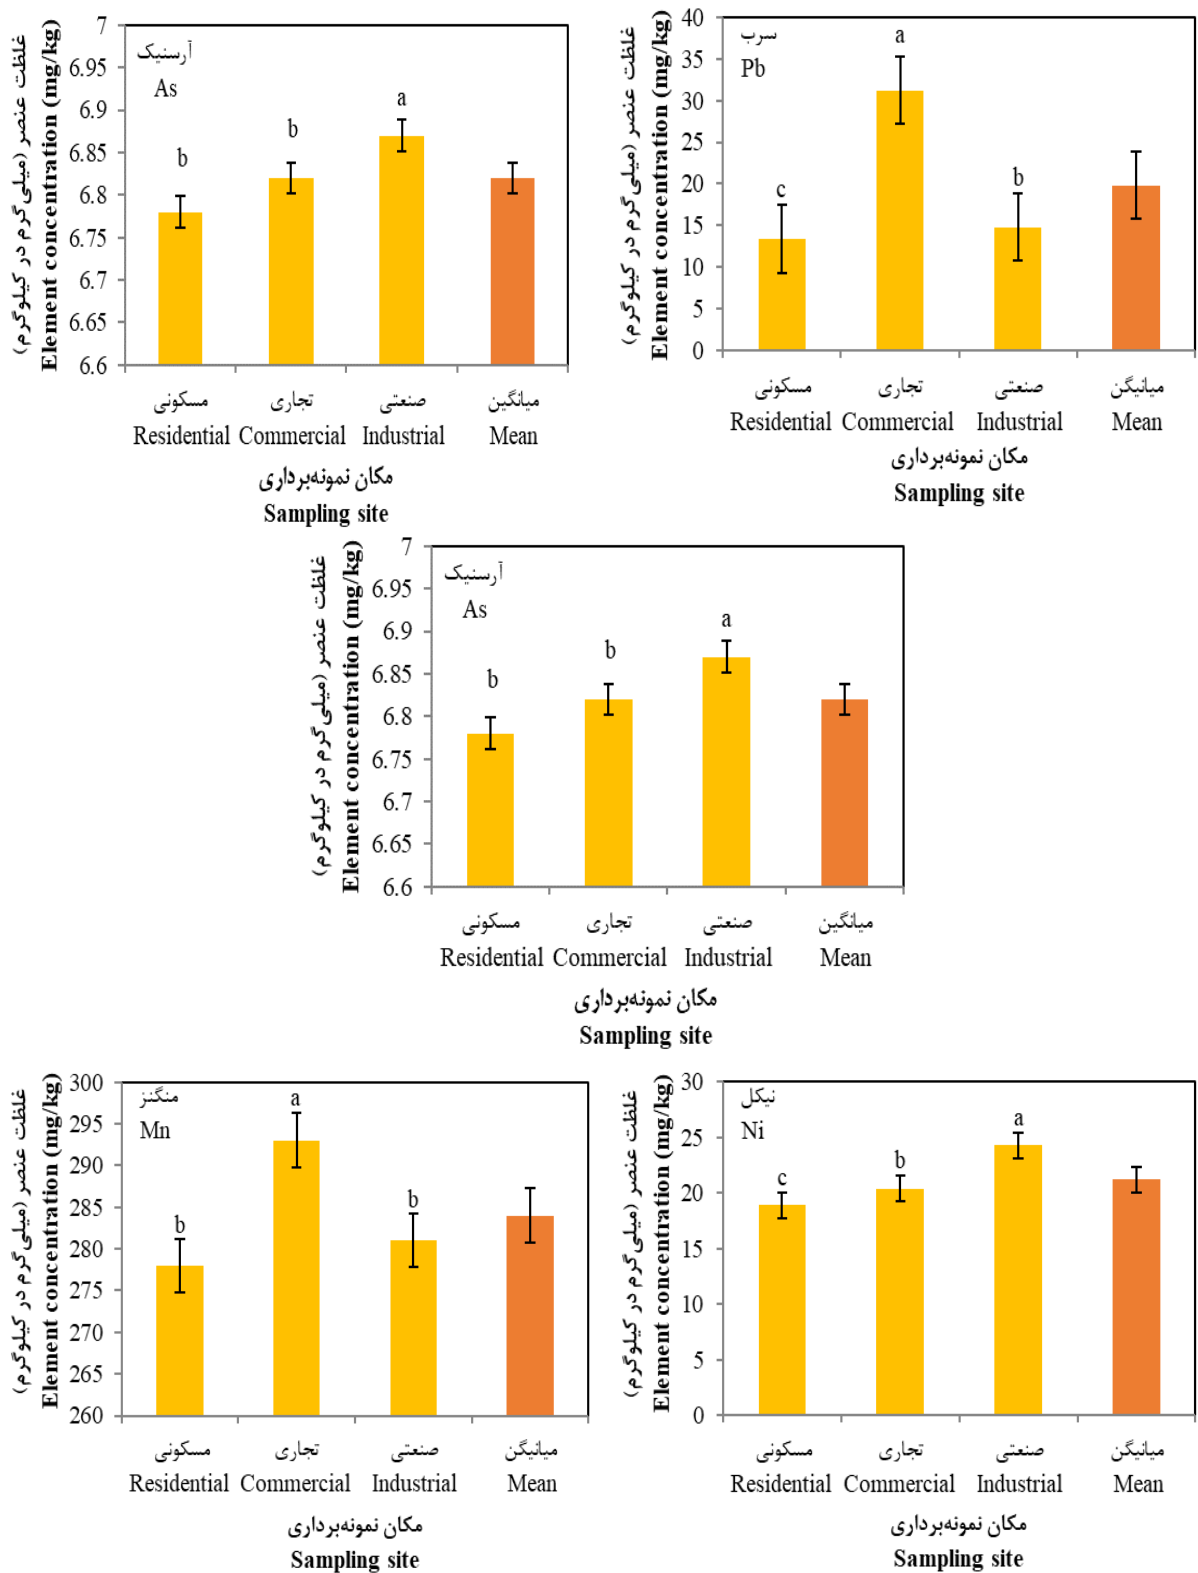 غلظت عنصر (میلی‌گرم در کیلوگرم)
Element concentration (mg/kg)
7
6.95
6.9
6.85
6.8
6.75
6.7
6.65
6.6
آرسنیک
As
b
b
a
مسکونی
تجاری
صنعتی
میانگین
Residential
Commercial
Industrial
Mean
مکان نمونه‌برداری
Sampling site
غلظت عنصر (میلی‌گرم در کیلوگرم)
Element concentration (mg/kg)
40
35
30
25
20
15
10
5
0
سرب
Pb
c
a
b
مسکونی
تجاری
صنعتی
میانیگن
Residential
Commercial
Industrial
Mean
مکان نمونه‌برداری
Sampling site
غلظت عنصر (میلی‌گرم در کیلوگرم)
Element concentration (mg/kg)
7
6.95
6.9
6.85
6.8
6.75
6.7
6.65
6.6
آرسنیک
As
b
b
a
مسکونی
تجاری
صنعتی
میانگین
Residential
Commercial
Industrial
Mean
مکان نمونه‌برداری
Sampling site
غلظت عنصر (میلی‌گرم در کیلوگرم)
Element concentration (mg/kg)
300
295
290
285
280
275
270
265
260
منگنز
Mn
b
a
b
مسکونی
تجاری
صنعتی
میانیگن
Residential
Commercial
Industrial
Mean
مکان نمونه‌برداری
Sampling site
غلظت عنصر (میلی‌گرم در کیلوگرم)
Element concentration (mg/kg)
30
25
20
15
10
5
0
نیکل
Ni
c
b
a
مسکونی
تجاری
صنعتی
میانیگن
Residential
Commercial
Industrial
Mean
مکان نمونه‌برداری
Sampling site